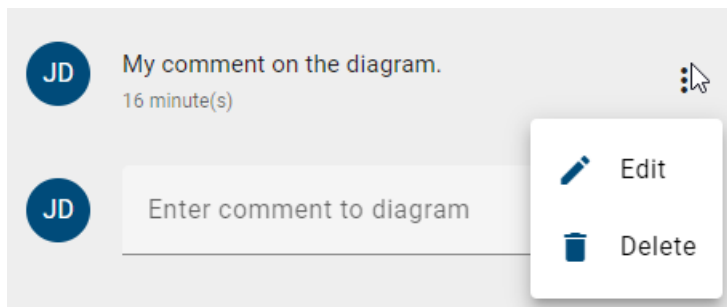 JD
My comment on the diagram.
16 minute(s)
JD
Enter comment to diagram
Edit
Delete